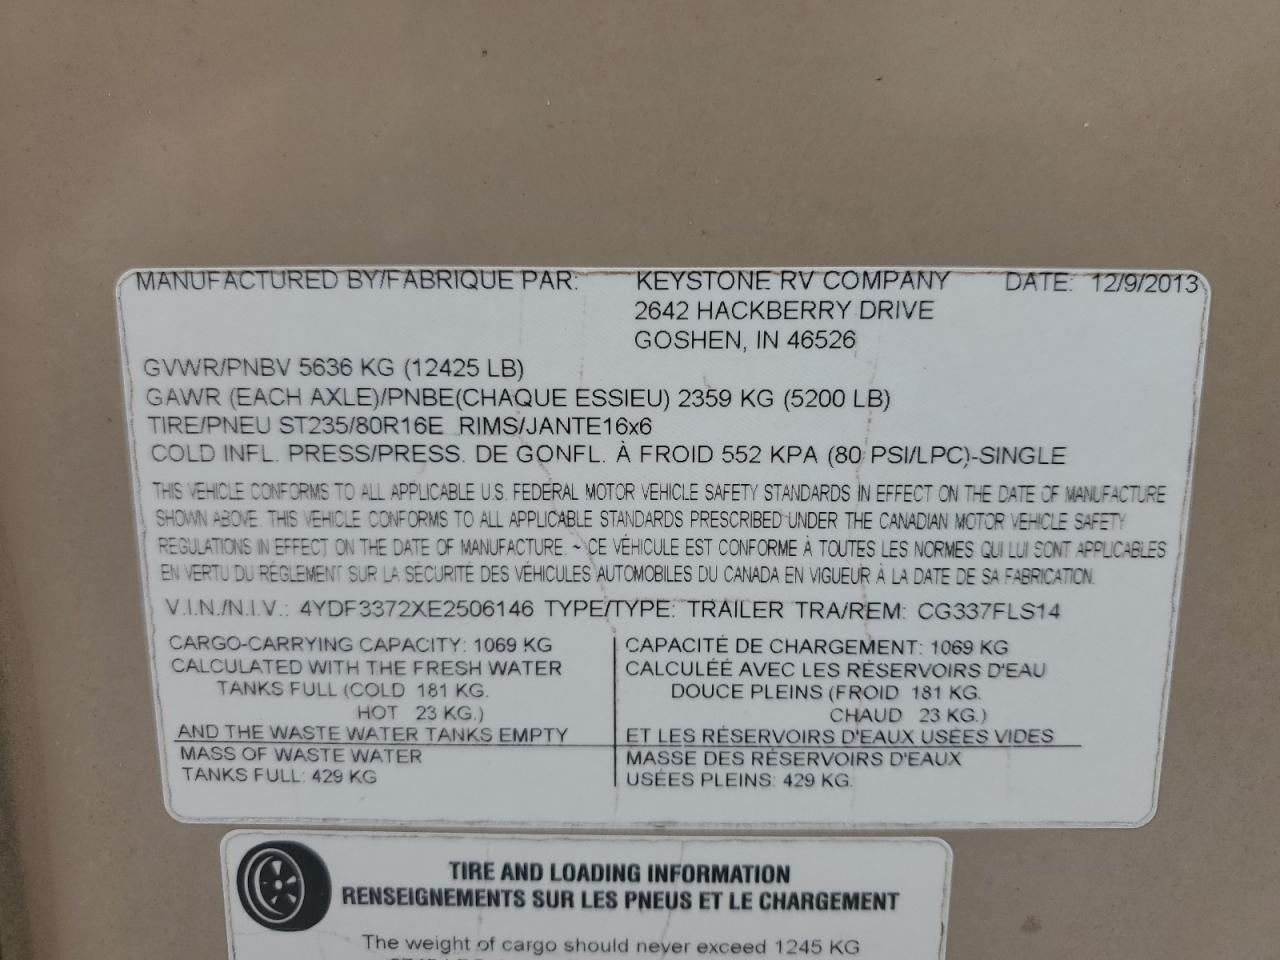 MANUFACTURED BY/FABRIQUE PAR: KEYSTONE RV COMPANY DATE: 12/9/2013
2642 HACKBERRY DRIVE
GOSHEN, IN 46526
GVWR/PNBV 5636 KG (12425 LB)
GAWR (EACH AXLE)/PNBE(CHAQUE ESSIEU) 2359 KG (5200 LB)
TIRE/PNEU ST235/80R16E RIMS/JANTE16x6
COLD INFL. PRESS/PRESS. DE GONFL. À FROID 552 KPA (80 PSI/LPC)-SINGLE
THIS VEHICLE CONFORMS TO ALL APPLICABLE U.S. FEDERAL MOTOR VEHICLE SAFETY STANDARDS IN EFFECT ON THE DATE OF MANUFACTURE
SHOWN ABOVE. THIS VEHICLE CONFORMS TO ALL APPLICABLE STANDARDS PRESCRIBED UNDER THE CANADIAN MOTOR VEHICLE SAFETY
REGULATIONS IN EFFECT ON THE DATE OF MANUFACTURE. ~ CE VÉHICULE EST CONFORME À TOUTES LES NORMES QUI LUI SONT APPLICABLES
EN VERTU DU RÉGLEMENT SUR LA SÉCURITÉ DES VÉHICULES AUTOMOBILES DU CANADA EN VIGUEUR À LA DATE DE SA FABRICATION.
V.I.N./N.I.V.: 4YDF3372XE2506146 TYPE/TYPE: TRAILER TRA/REM: CG337FLS14
CARGO-CARRYING CAPACITY: 1069 KG
CALCULATED WITH THE FRESH WATER
TANKS FULL (COLD 181 KG.
HOT 23 KG.)
AND THE WASTE WATER TANKS EMPTY
MASS OF WASTE WATER
TANKS FULL: 429 KG
CAPACITÉ DE CHARGEMENT: 1069 KG
CALCULÉÉ AVEC LES RÉSERVOIRS D'EAU
DOUCE PLEINS (FROID 181 KG.
CHAUD 23 KG.)
ET LES RÉSERVOIRS D'EAUX USÉES VIDES
MASSE DES RÉSERVOIRS D'EAUX
USÉES PLEINS: 429 KG.
TIRE AND LOADING INFORMATION
RENSEIGNEMENTS SUR LES PNEUS ET LE CHARGEMENT
The weight of cargo should never exceed 1245 KG